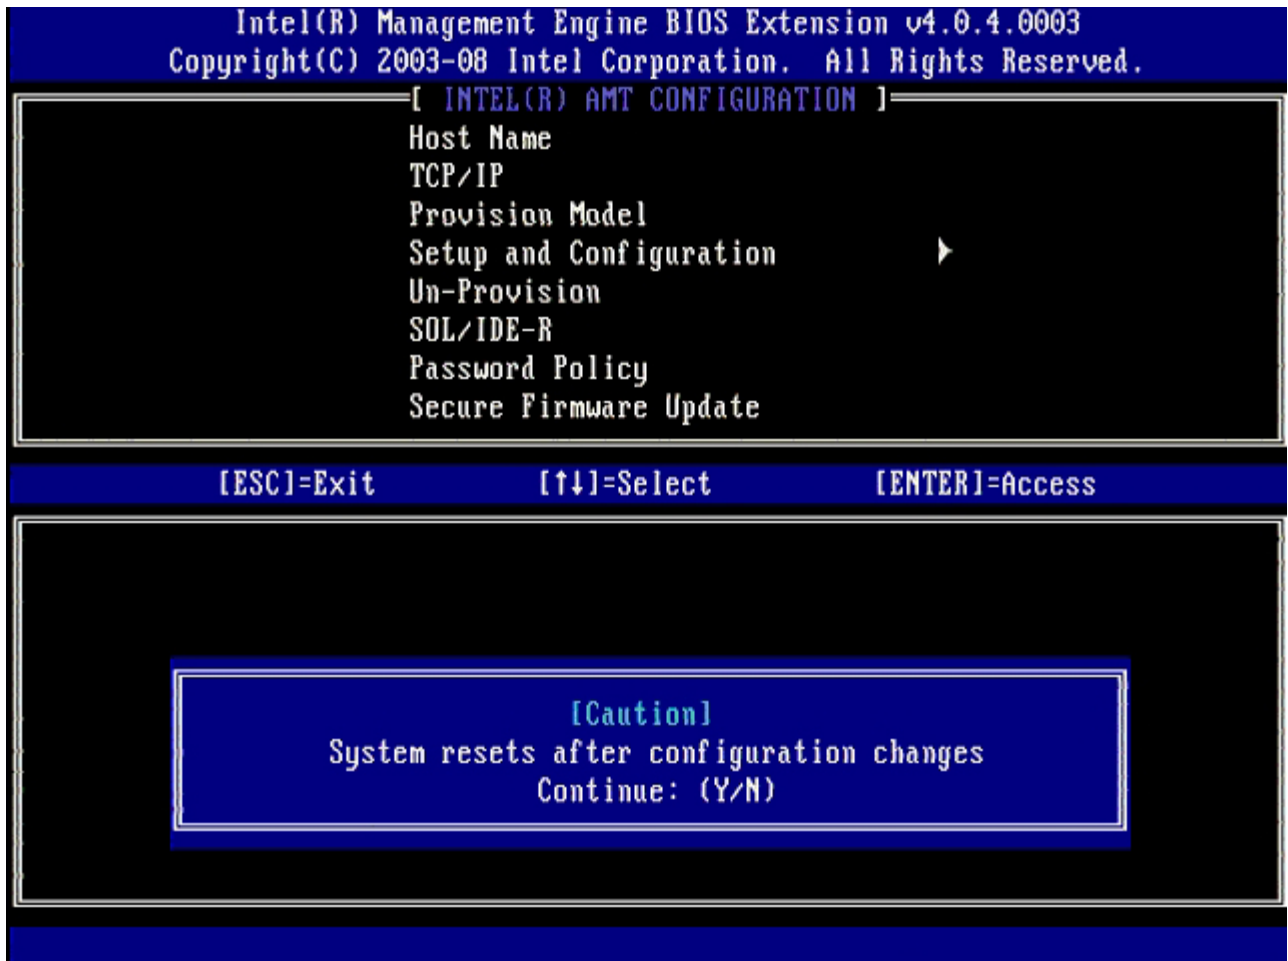 Intel(R) Management Engine BIOS Extension v4.0.4.0003
Copyright(C) 2003-08 Intel Corporation. All Rights Reserved.
[ INTEL(R) AMT CONFIGURATION ]
Host Name
TCP/IP
Provision Model
Setup and Configuration
Un-Provision
SOL/IDE-R
Password Policy
Secure Firmware Update
[ESC]=Exit [↑↓]=Select [ENTER]=Access
[Caution]
System resets after configuration changes
Continue: (Y/N)